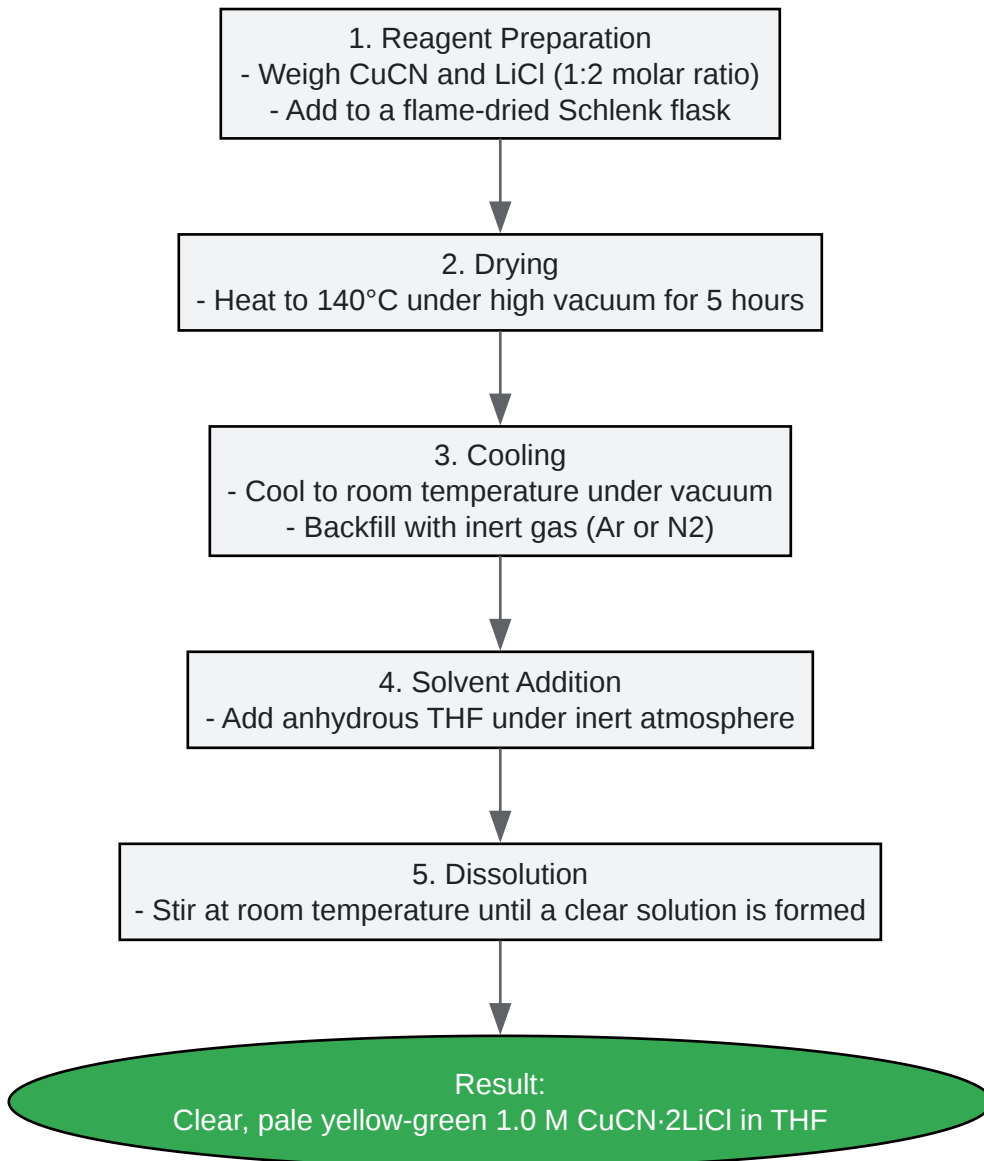 1. Reagent Preparation
- Weigh CuCN and LiCl (1:2 molar ratio)
- Add to a flame-dried Schlenk flask
2. Drying
- Heat to 140°C under high vacuum for 5 hours
3. Cooling
- Cool to room temperature under vacuum
- Backfill with inert gas (Ar or N2)
4. Solvent Addition
- Add anhydrous THF under inert atmosphere
5. Dissolution
- Stir at room temperature until a clear solution is formed
Result:
Clear, pale yellow-green 1.0 M CuCN·2LiCl in THF